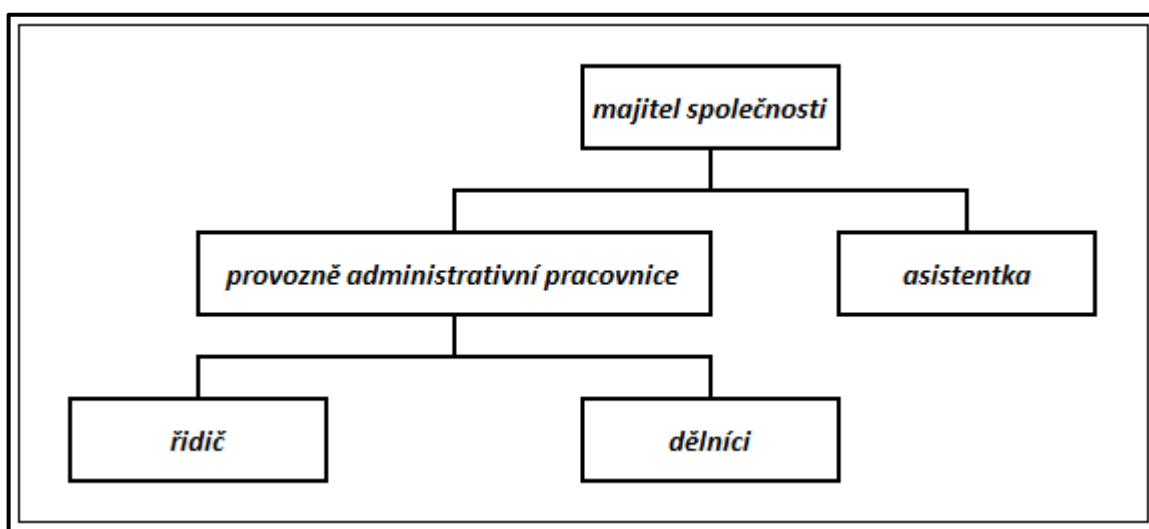 majitel společnosti
provozně administrativní pracovnice
asistentka
řidič
dělníci